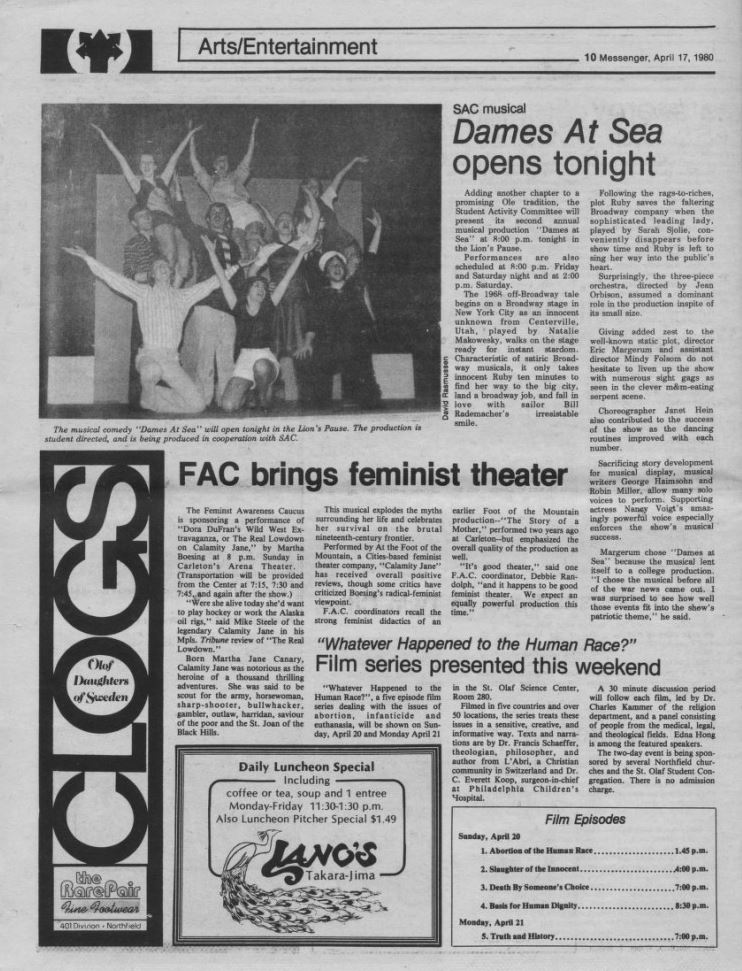 Arts/Entertainment
10 Messenger, April 17, 1980
David Rasmussen
The musical comedy "Dames At Sea" will open tonight in the Lion's Pause. The production is
student directed, and is being produced in cooperation with SAC.
SAC musical
Dames At Sea
opens tonight
Adding another chapter to a
promising Ole tradition, the
Student Activity Committee will
present its second annual
musical production "Dames at
Sea" at 8:00 p.m. tonight in
the Lion's Pause.
Performances are also
scheduled at 8:00 p.m. Friday
and Saturday night and at 2:00
p.m. Saturday.
The 1968 off-Broadway tale
begins on a Broadway stage in
New York City as an innocent
unknown from Centerville,
Utah, played by Natalie
Makowesky, walks on the stage
ready for instant stardom.
Characteristic of satiric Broad-
way musicals, it only takes
innocent Ruby ten minutes to
find her way to the big city,
land a broadway job, and fall in
love with sailor Bill
Rademacher's irresistable
smile.
Following the rags-to-riches,
plot Ruby saves the faltering
Broadway company when the
sophisticated leading lady,
played by Sarah Sjolie, con-
veniently disappears before
show time and Ruby is left to
sing her way into the public's
heart.
Surprisingly, the three-piece
orchestra, directed by Jean
Orbison, assumed a dominant
role in the production inspite of
its small size.
Giving added zest to the
well-known static plot, director
Eric Margerum and assistant
director Mindy Folsom do not
hesitate to liven up the show
with numerous sight gags as
seen in the clever m&m-eating
serpent scene.
Choreographer Janet Hein
also contributed to the success
of the show as the dancing
routines improved with each
number.
Sacrificing story development
for musical display, musical
writers George Haimsohn and
Robin Miller, allow many solo
voices to perform. Supporting
actress Nancy Voigt's amaz-
ingly powerful voice especially
enforces the show's musical
success.
Margerum chose "Dames at
Sea" because the musical lent
itself to a college production.
"I chose the musical before all
of the war news came out. I
was surprised to see how well
those events fit into the shew's
patriotic theme," he said.
FAC brings feminist theater
The Feminst Awareness Caucus
is sponsoring a performance of
"Dora DuFran's Wild West Ex-
travaganza, or The Real Lowdown
on Calamity Jane," by Martha
Boesing at 8 p.m. Sunday in
Carleton's Arena Theater.
(Transportation will be provided
from the Center at 7:15, 7:30 and
7:45, and again after the show.)
"Were she alive today she'd want
to play hockey or work the Alaska
oil rigs," said Mike Steele of the
legendary Calamity Jane in his
Mpls. Tribune review of "The Real
Lowdown."
Born Martha Jane Canary,
Calamity Jane was notorious as the
heroine of a thousand thrilling
adventures. She was said to be
scout for the army, horsewoman,
sharp-shooter, bullwhacker,
gambler, outlaw, harridan, saviour
of the poor and the St. Joan of the
Black Hills.
This musical explodes the myths
surrounding her life and celebrates
her survival on the brutal
nineteenth-century frontier.
Performed by At the Foot of the
Mountain, a Cities-based feminist
theater company, "Calamity Jane"
has received overall positive
reviews, though some critics have
criticized Boesing's radical-feminist
viewpoint.
F.A.C. coordinators recall the
strong feminist didactics of an
earlier Foot of the Mountain
production--"The Story of a
Mother," performed two years ago
at Carleton--but emphasized the
overall quality of the production as
well.
"It's good theater," said one
F.A.C. coordinator, Debbie Ran-
dolph, "and it happens to be good
feminist theater. We expect an
equally powerful production this
time."
"Whatever Happened to the Human Race?"
Film series presented this weekend
"Whatever Happened to the
Human Race?", a five episode film
series dealing with the issues of
abortion, infanticide and
euthanasia, will be shown on Sun-
day, April 20 and Monday April 21
in the St. Olaf Science Center,
Room 280.
Filmed in five countries and over
50 locations, the series treats these
issues in a sensitive, creative, and
informative way. Texts and narra-
tions are by Dr. Francis Schaeffer,
theologian, philosopher, and
author from L'Abri, a Christian
community in Switzerland and Dr.
C. Everett Koop, surgeon-in-chief
at Philadelphia Children's
Hospital.
A 30 minute discussion period
will follow each film, led by Dr.
Charles Kammer of the religion
department, and a panel consisting
of people from the medical, legal,
and theological fields. Edna Hong
is among the featured speakers.
The two-day event is being spon-
sored by several Northfield chur-
ches and the St. Olaf Student Con-
gregation. There is no admission
charge.
Film Episodes
Sunday, April 20
1. Abortion of the Human Race....................1.45 p.m.
2. Slaughter of the Innocent.......................4:00 p.m.
3. Death By Someone's Choice.....................7:00 p.m.
4. Basis for Human Dignity........................8:30 p.m.
Monday, April 21
5. Truth and History..............................7:00 p.m.
CLOGS
Olof
Daughters
of Sweden
the
RarePair
Fine Footwear
401 Division • Northfield
Daily Luncheon Special
Including
coffee or tea, soup and 1 entree
Monday-Friday 11:30-1:30 p.m.
Also Luncheon Pitcher Special $1.49
LANO'S
Takara-Jima